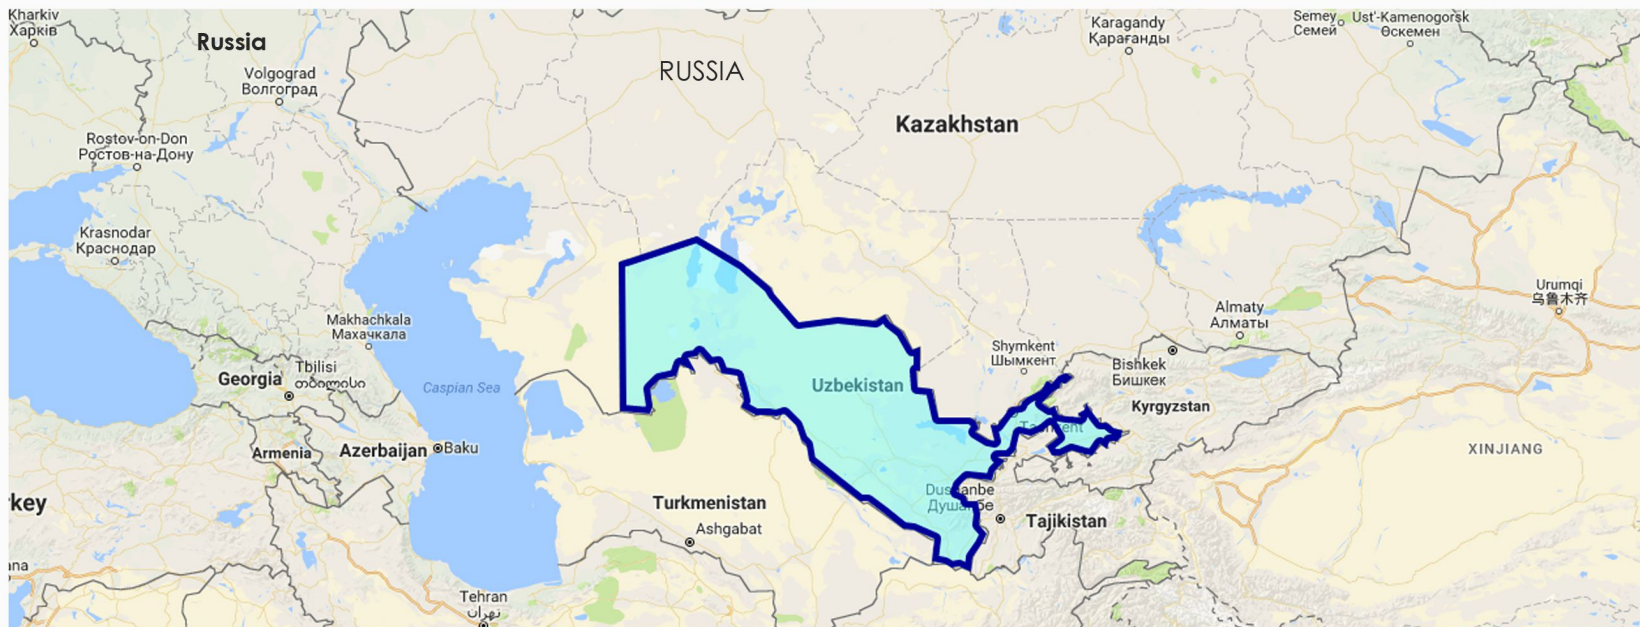 Kharkiv
Харків
Russia
RUSSIA
Karagandy
Қарағанды
Semey
Семей
Ust'-Kamenogorsk
Өскемен
Volgograd
Волгоград
Kazakhstan
Rostov-on-Don
Ростов-на-Дону
Krasnodar
Краснодар
Urumqi
乌鲁木齐
Makhachkala
Махачкала
Almaty
Алматы
Shymkent
Шымкент
Bishkek
Бишкек
Tbilisi
თბილისი
Georgia
Caspian Sea
Uzbekistan
Kyrgyzstan
Tashkent
Armenia
Azerbaijan
Baku
XINJIANG
rkey
Dushanbe
Душанбе
Turkmenistan
Ashgabat
Tajikistan
ana
Tehran
تهران